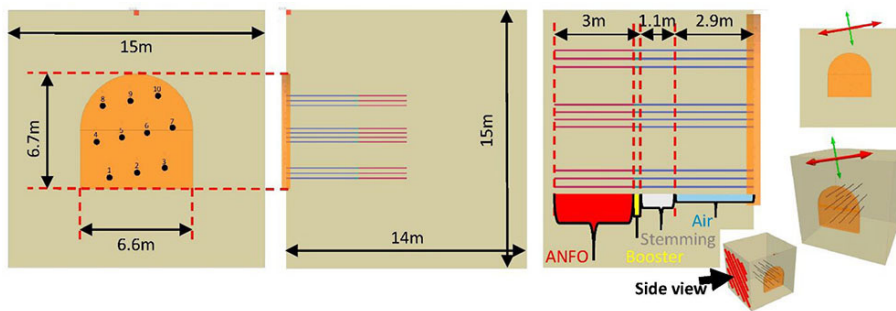 15m
6.7m
6.6m
8
9
10
4
5
6
7
1
2
3
15m
14m
3m
1.1m
2.9m
Air
Stemming
ANFO
Booster
Side view